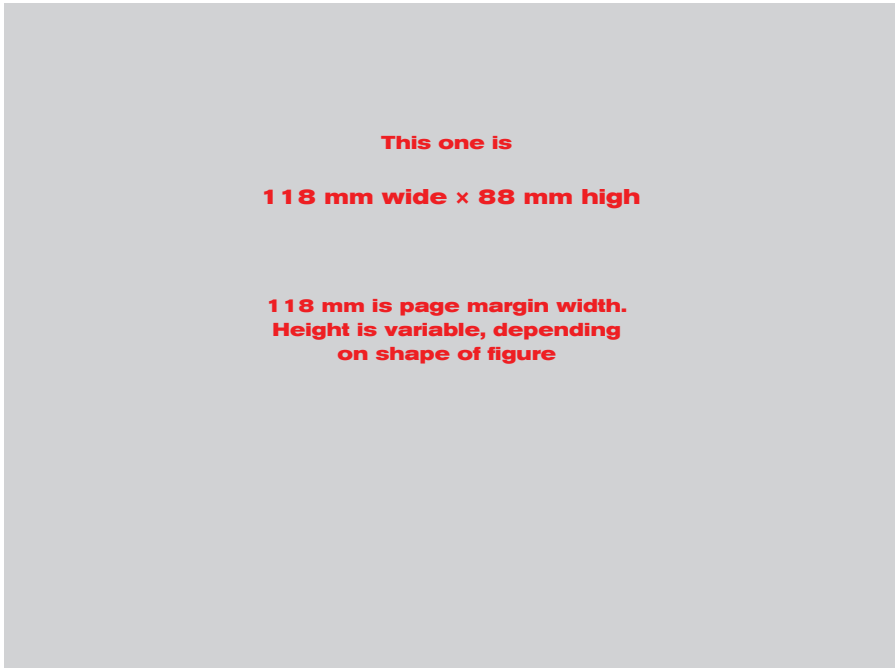 This one is
118 mm wide × 88 mm high
118 mm is page margin width.
Height is variable, depending
on shape of figure